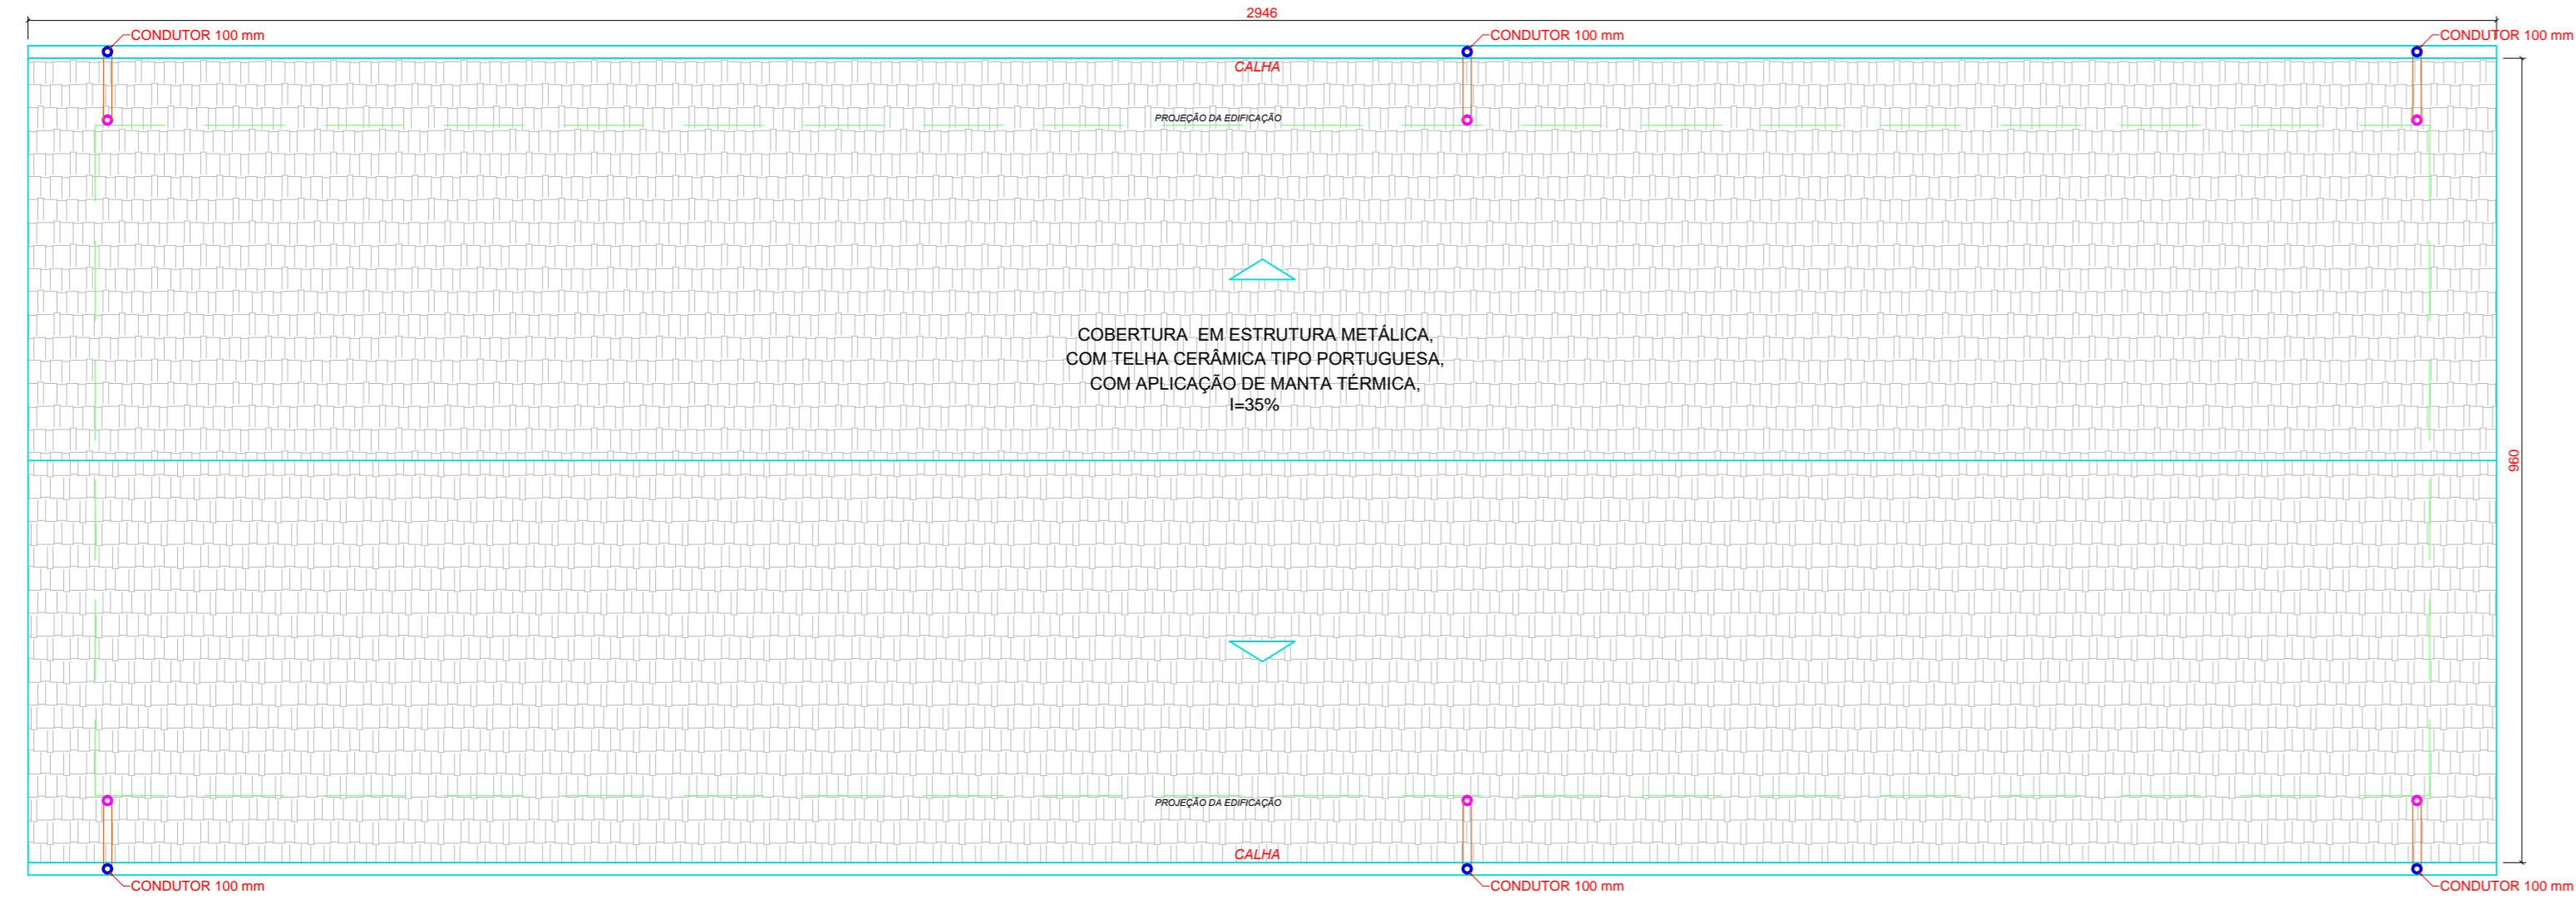 2946
CONDUTOR 100 mm
CONDUTOR 100 mm
CONDUTOR 100 mm
CALHA
PROJEÇÃO DA EDIFICAÇÃO
COBERTURA EM ESTRUTURA METÁLICA,
COM TELHA CERÂMICA TIPO PORTUGUESA,
COM APLICAÇÃO DE MANTA TÉRMICA,
I=35%
960
PROJEÇÃO DA EDIFICAÇÃO
CALHA
CONDUTOR 100 mm
CONDUTOR 100 mm
CONDUTOR 100 mm